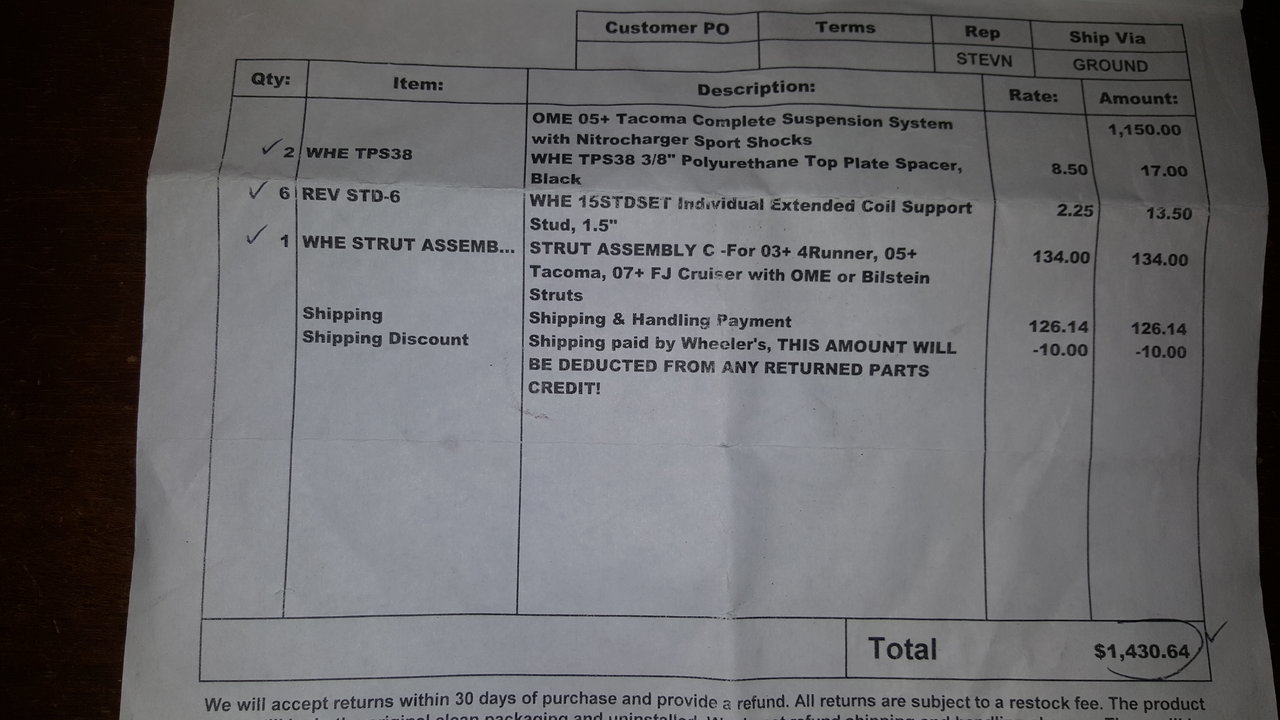 Customer PO Terms Rep Ship Via
STEVN GROUND
Qty: Item: Description: Rate: Amount:
OME 05+ Tacoma Complete Suspension System 1,150.00
with Nitrocharger Sport Shocks
2 WHE TPS38 WHE TPS38 3/8" Polyurethane Top Plate Spacer, 8.50 17.00
Black
6 REV STD-6 WHE 15STDSET Individual Extended Coil Support 2.25 13.50
Stud, 1.5"
1 WHE STRUT ASSEMB... STRUT ASSEMBLY C -For 03+ 4Runner, 05+ 134.00 134.00
Tacoma, 07+ FJ Cruiser with OME or Bilstein
Struts
Shipping Shipping & Handling Payment 126.14 126.14
Shipping Discount Shipping paid by Wheeler's, THIS AMOUNT WILL -10.00 -10.00
BE DEDUCTED FROM ANY RETURNED PARTS
CREDIT!
Total $1,430.64
We will accept returns within 30 days of purchase and provide a refund. All returns are subject to a restock fee. The product